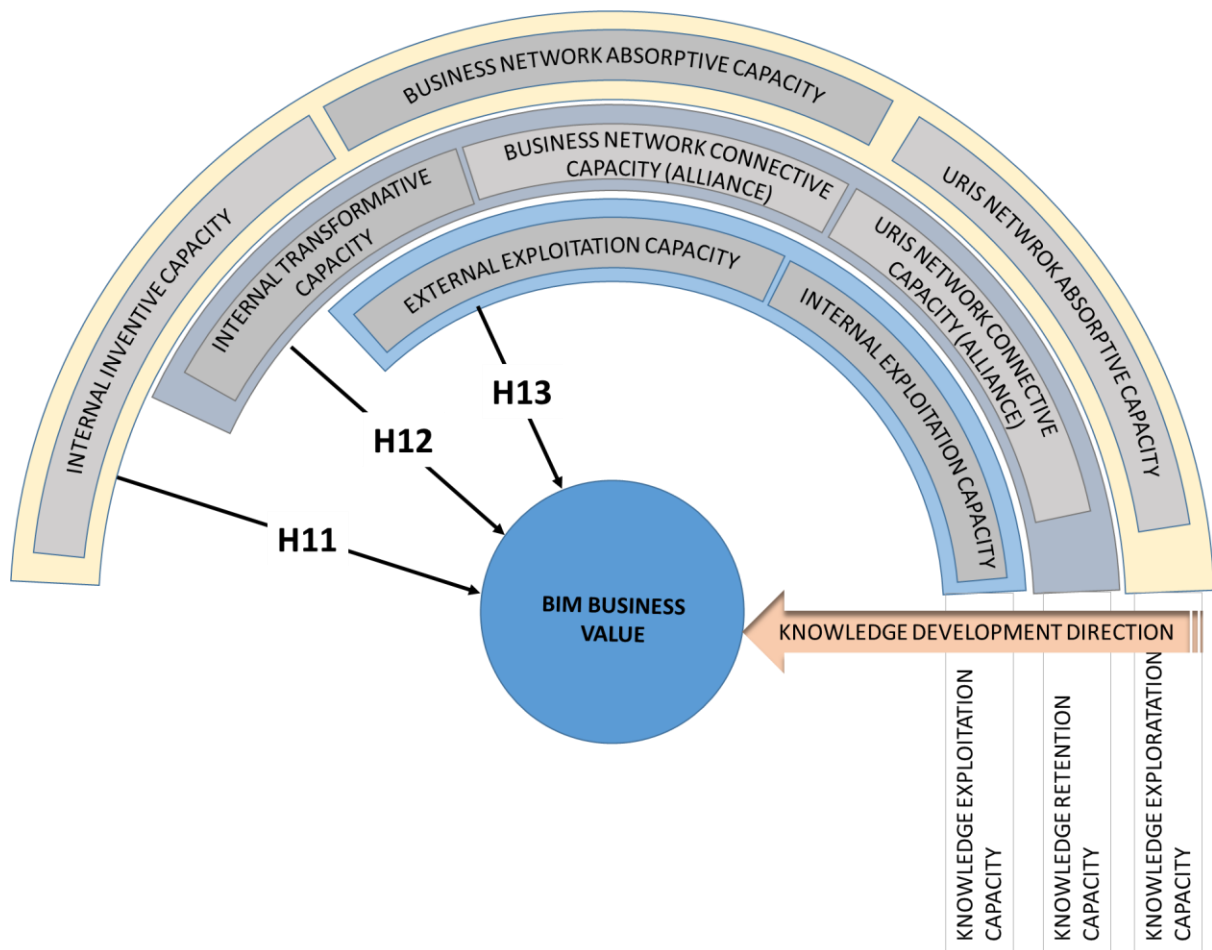 BUSINESS NETWORK ABSORPTIVE CAPACITY
INTERNAL INVENTIVE CAPACITY
URIS NETWROK ABSORPTIVE CAPACITY
BUSINESS NETWORK CONNECTIVE
CAPACITY (ALLIANCE)
INTERNAL TRANSFORMATIVE
CAPACITY
URIS NETWORK CONNECTIVE
CAPACITY (ALLIANCE)
EXTERNAL EXPLOITATION CAPACITY
INTERNAL EXPLOITATION CAPACITY
H13
H12
H11
BIM BUSINESS
VALUE
KNOWLEDGE DEVELOPMENT DIRECTION
KNOWLEDGE EXPLOITATION
CAPACITY
KNOWLEDGE RETENTION
CAPACITY
KNOWLEDGE EXPLORATATION
CAPACITY